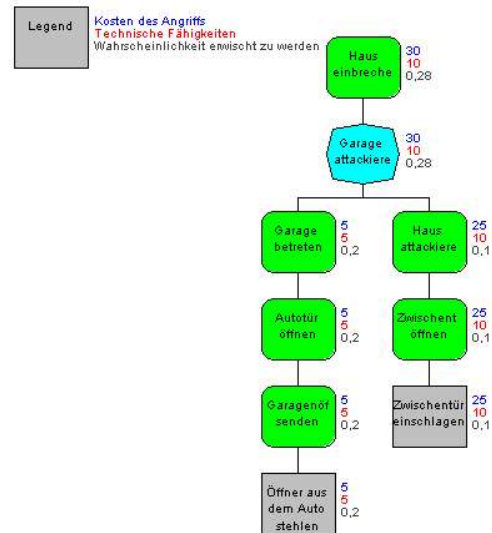 Legend
Kosten des Angriffs
Technische Fähigkeiten
Wahrscheinlichkeit erwischt zu werden
Haus
einbreche
30
10
0,28
Garage
attackiere
30
10
0,28
Garage
betreten
5
5
0,2
Haus
attackiere
25
10
0,1
Autotür
öffnen
5
5
0,2
Zwischent
öffnen
25
10
0,1
Garagenöf
senden
5
5
0,2
Zwischentür
einschlagen
25
10
0,1
Öffner aus
dem Auto
stehlen
5
5
0,2